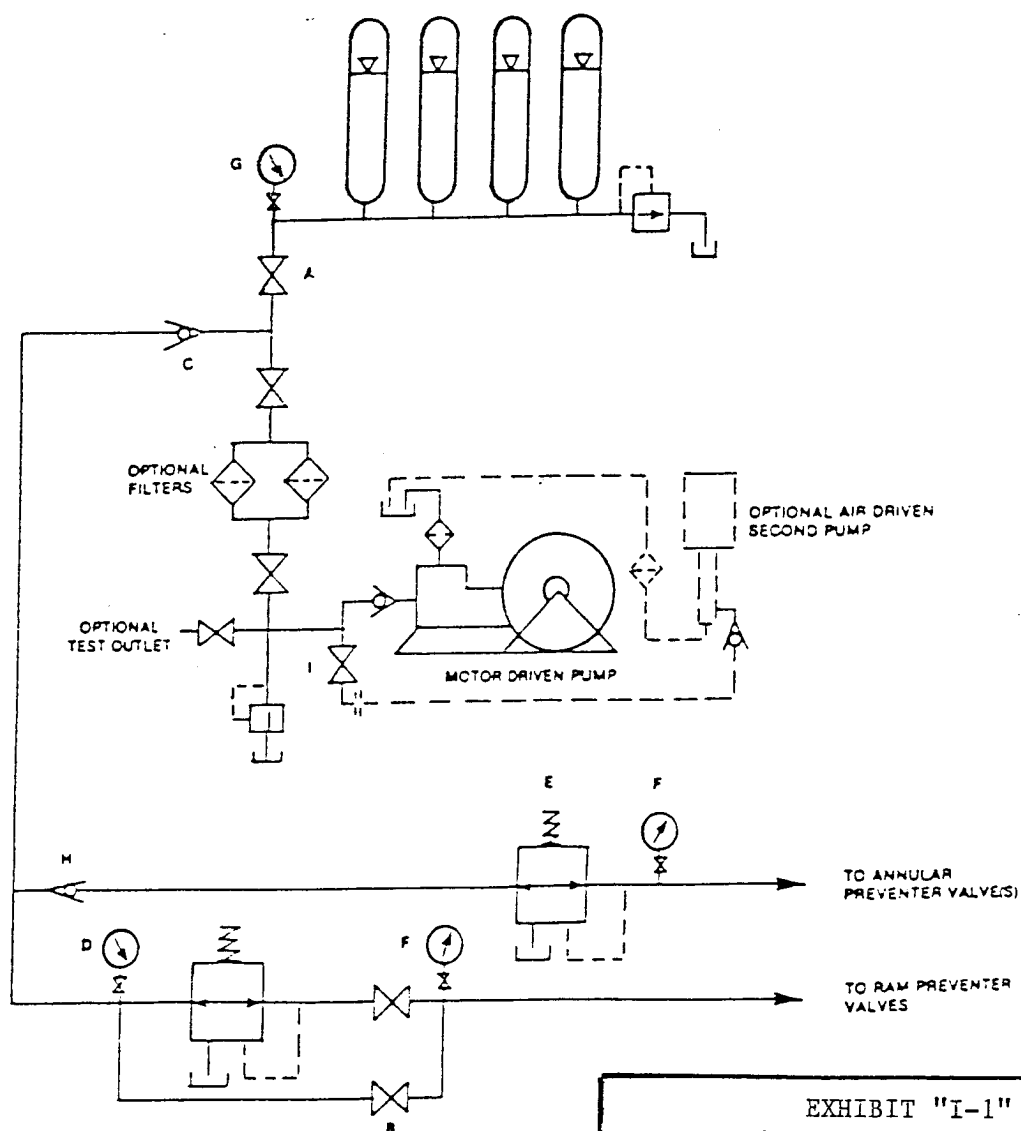 G
A
C
OPTIONAL
FILTERS
OPTIONAL AIR DRIVEN
SECOND PUMP
OPTIONAL
TEST OUTLET
I
MOTOR DRIVEN PUMP
E
F
H
TO ANNULAR
PREVENTER VALVE(S)
D
F
TO RAM PREVENTER
VALVES
B
EXHIBIT "I-1"